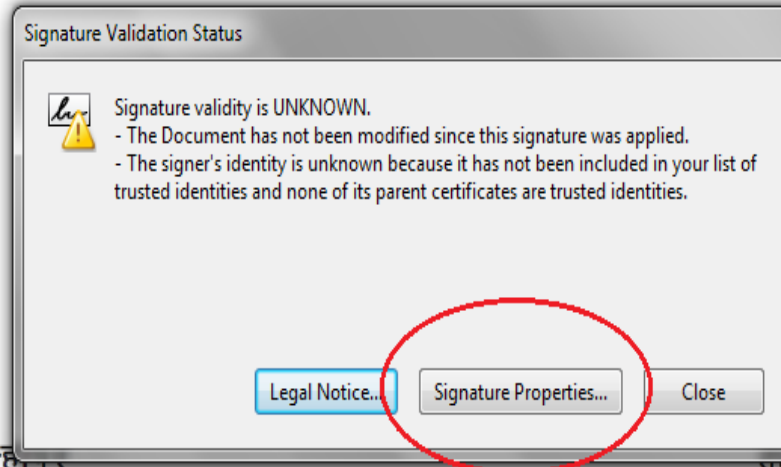 Signature Validation Status
Signature validity is UNKNOWN.
- The Document has not been modified since this signature was applied.
- The signer's identity is unknown because it has not been included in your list of
trusted identities and none of its parent certificates are trusted identities.
Legal Notice... Signature Properties... Close